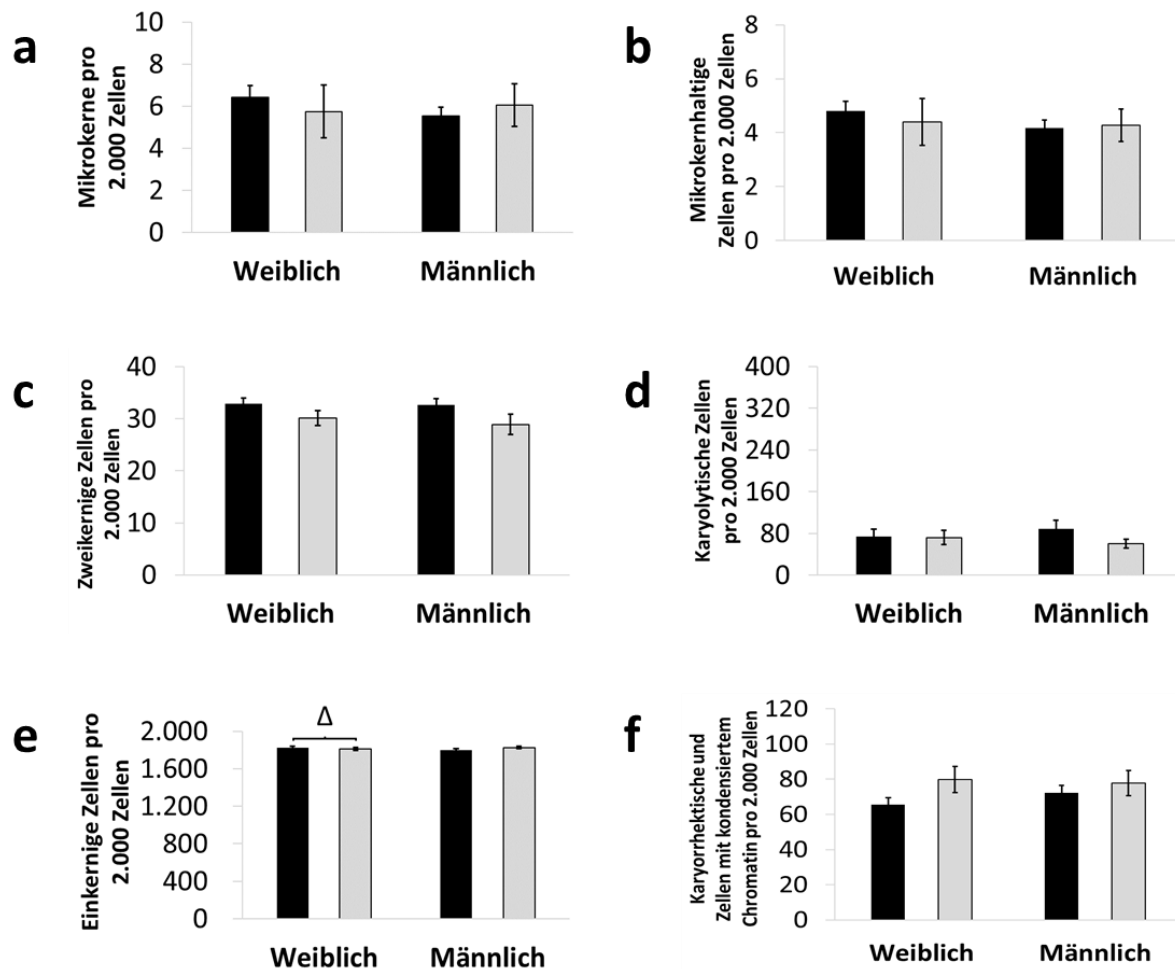 a
Mikrokerne pro
2.000 Zellen
10
8
6
4
2
0
Weiblich Männlich
b
Mikrokernhaltige
Zellen pro 2.000 Zellen
8
6
4
2
0
Weiblich Männlich
c
Zweikernige Zellen pro
2.000 Zellen
40
30
20
10
0
Weiblich Männlich
d
Karyolytische Zellen
pro 2.000 Zellen
400
320
240
160
80
0
Weiblich Männlich
e
Einkernige Zellen pro
2.000 Zellen
2.000
1.600
1.200
800
400
0
Δ
Weiblich Männlich
f
Karyorrhektische und
Zellen mit kondensiertem
Chromatin pro 2.000 Zellen
120
100
80
60
40
20
0
Weiblich Männlich